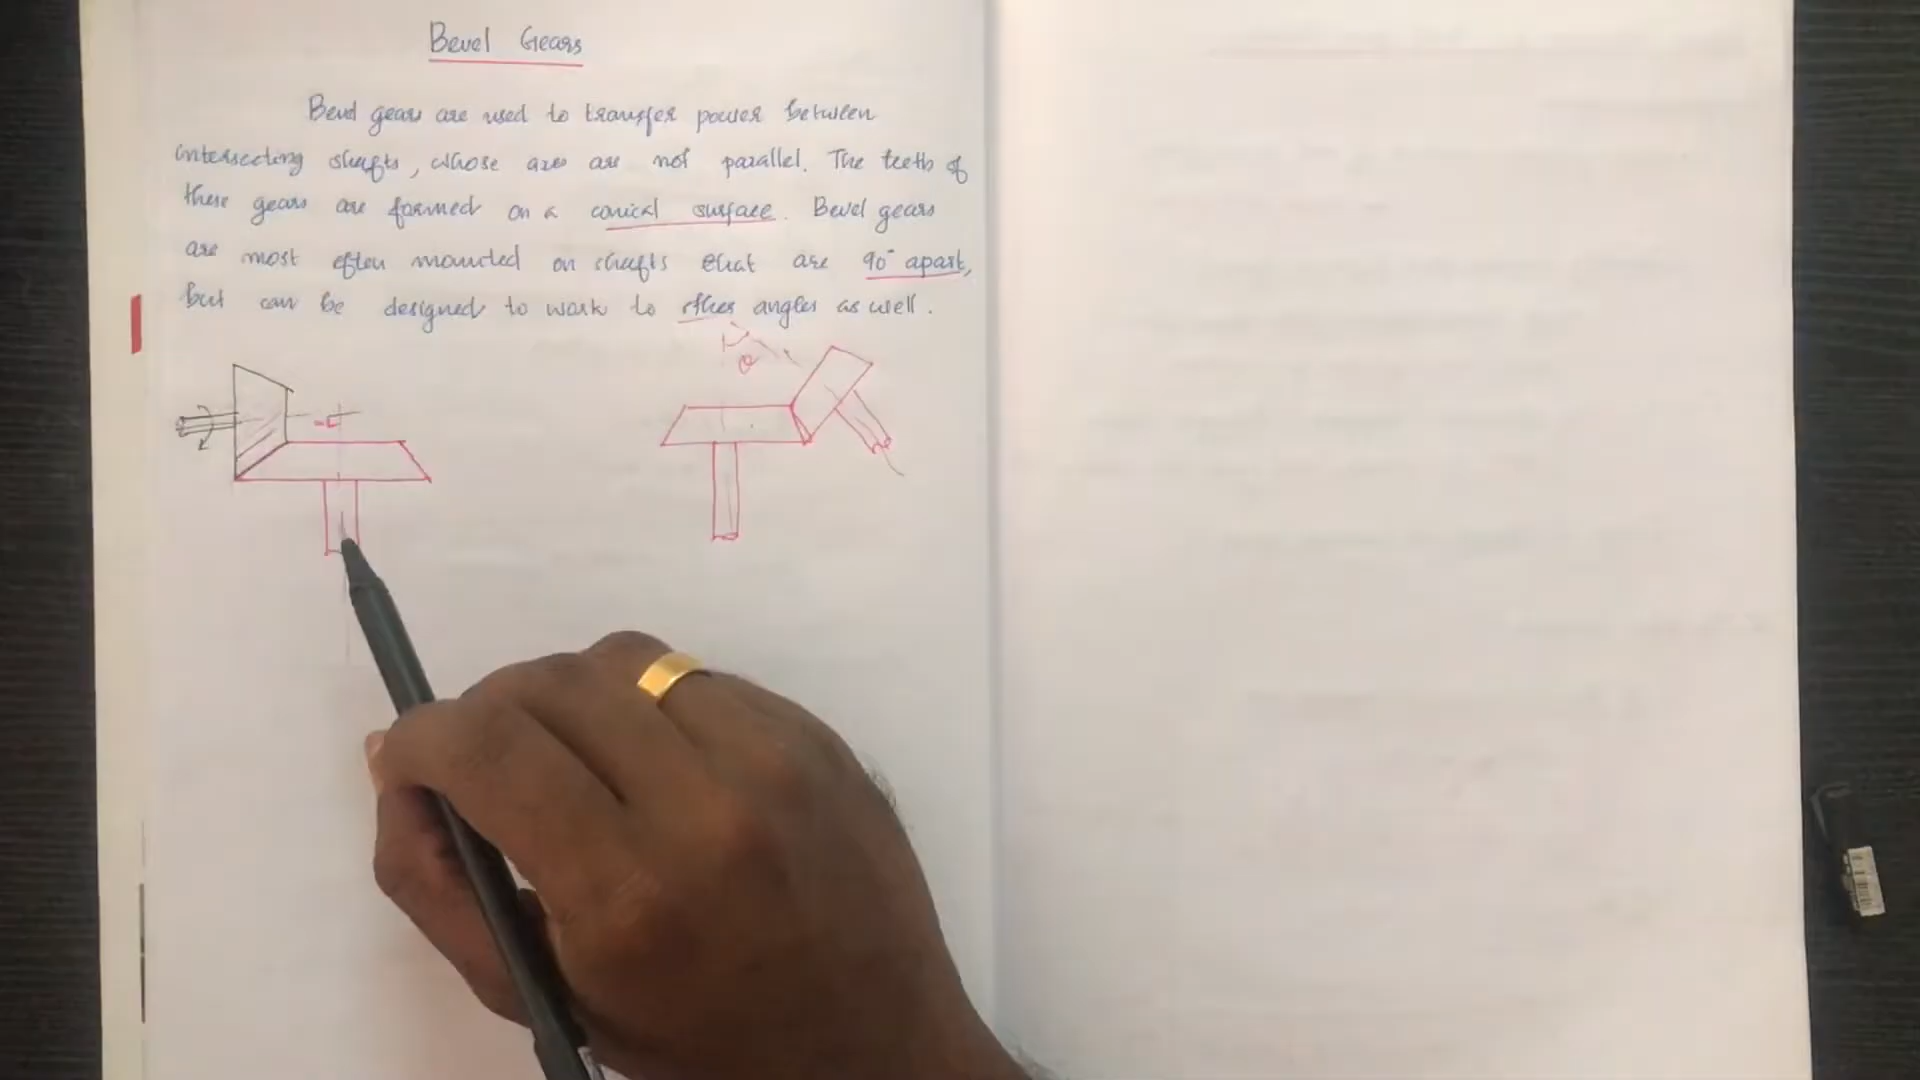 Bevel Gears
Bevel gears are used to transfer power between
intersecting shafts, whose axes are not parallel. The teeth of
these gears are formed on a conical surface. Bevel gears
are most often mounted on shafts that are 90° apart,
but can be designed to work to other angles as well.
θ